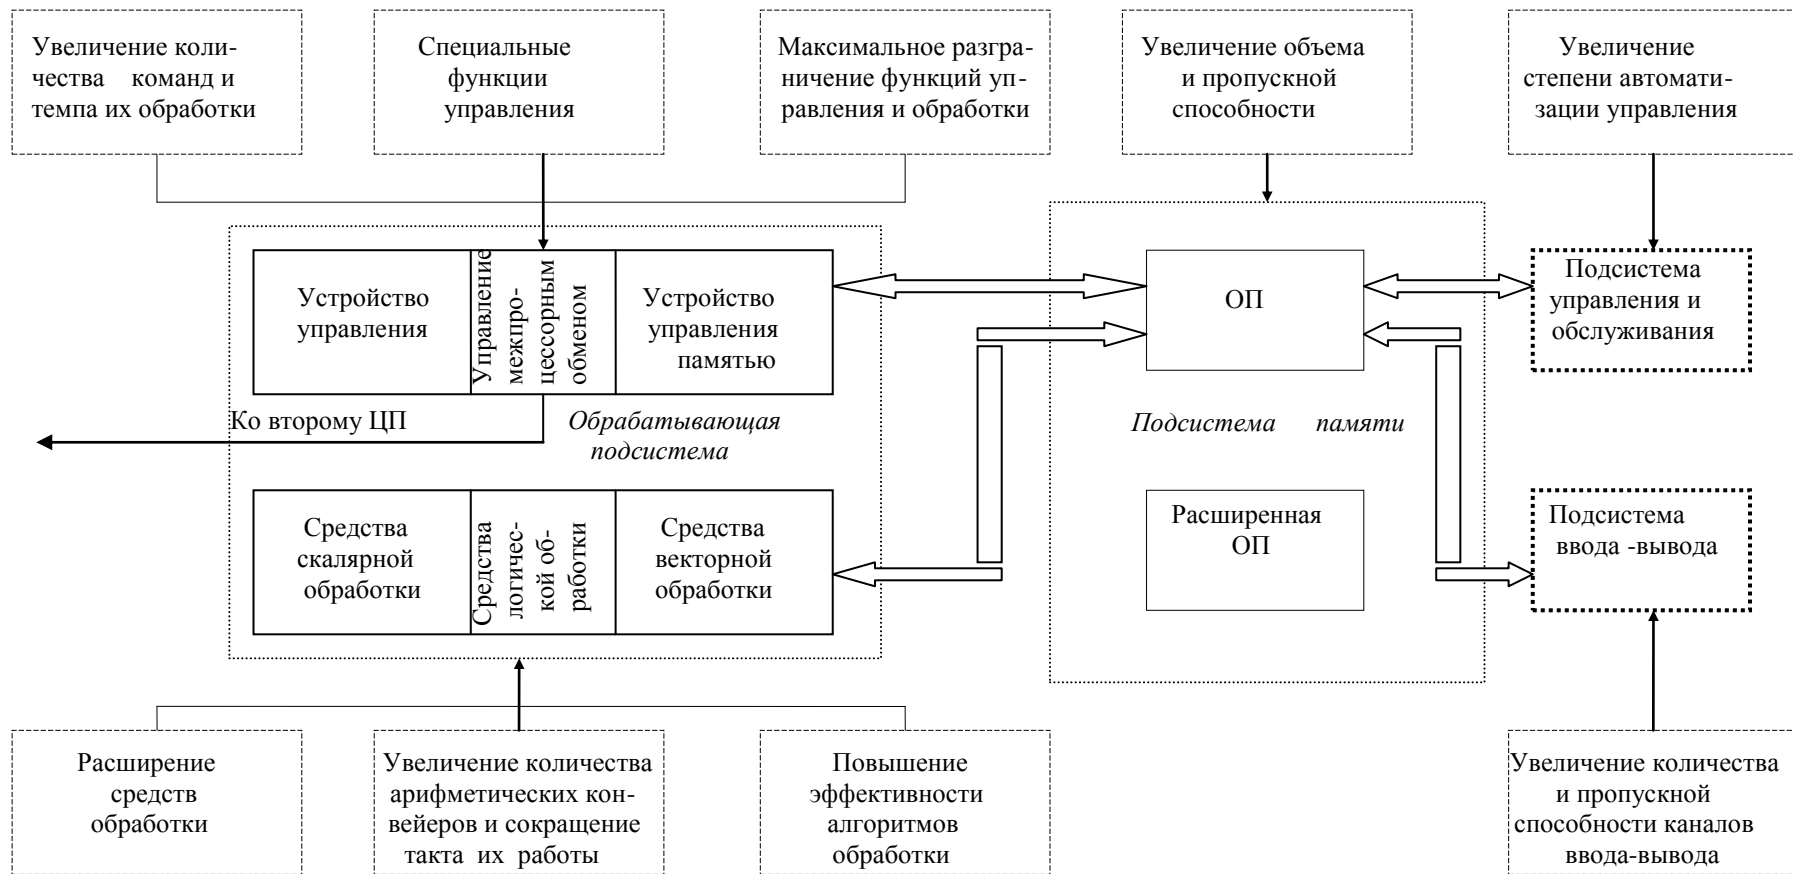 Увеличение коли-
чества команд и
темпа их обработки
Специальные
функции
управления
Максимальное разгра-
ничение функций уп-
равления и обработки
Увеличение объема
и пропускной
способности
Увеличение
степени автомати-
зации управления
Устройство
управления
Управление
межпро-
цессорным
обменом
Устройство
управления
памятью
ОП
Подсистема
управления и
обслуживания
Ко второму ЦП
Обрабатывающая
подсистема
Подсистема памяти
Средства
скалярной
обработки
Средства
логичес-
кой об-
работки
Средства
векторной
обработки
Расширенная
ОП
Подсистема
ввода -вывода
Расширение
средств
обработки
Увеличение количества
арифметических кон-
вейеров и сокращение
такта их работы
Повышение
эффективности
алгоритмов
обработки
Увеличение количества
и пропускной
способности каналов
ввода-вывода